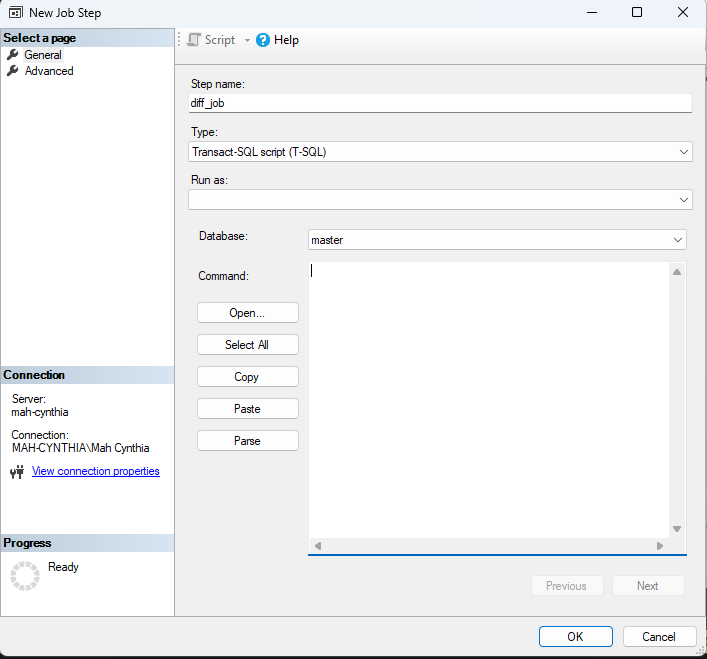 New Job Step
Select a page
General
Advanced
Script
Help
Step name:
diff_job
Type:
Transact-SQL script (T-SQL)
Run as:
Database:
master
Command:
Open...
Select All
Copy
Paste
Parse
Connection
Server:
mah-cynthia
Connection:
MAH-CYNTHIA\Mah Cynthia
View connection properties
Progress
Ready
Previous
Next
OK
Cancel